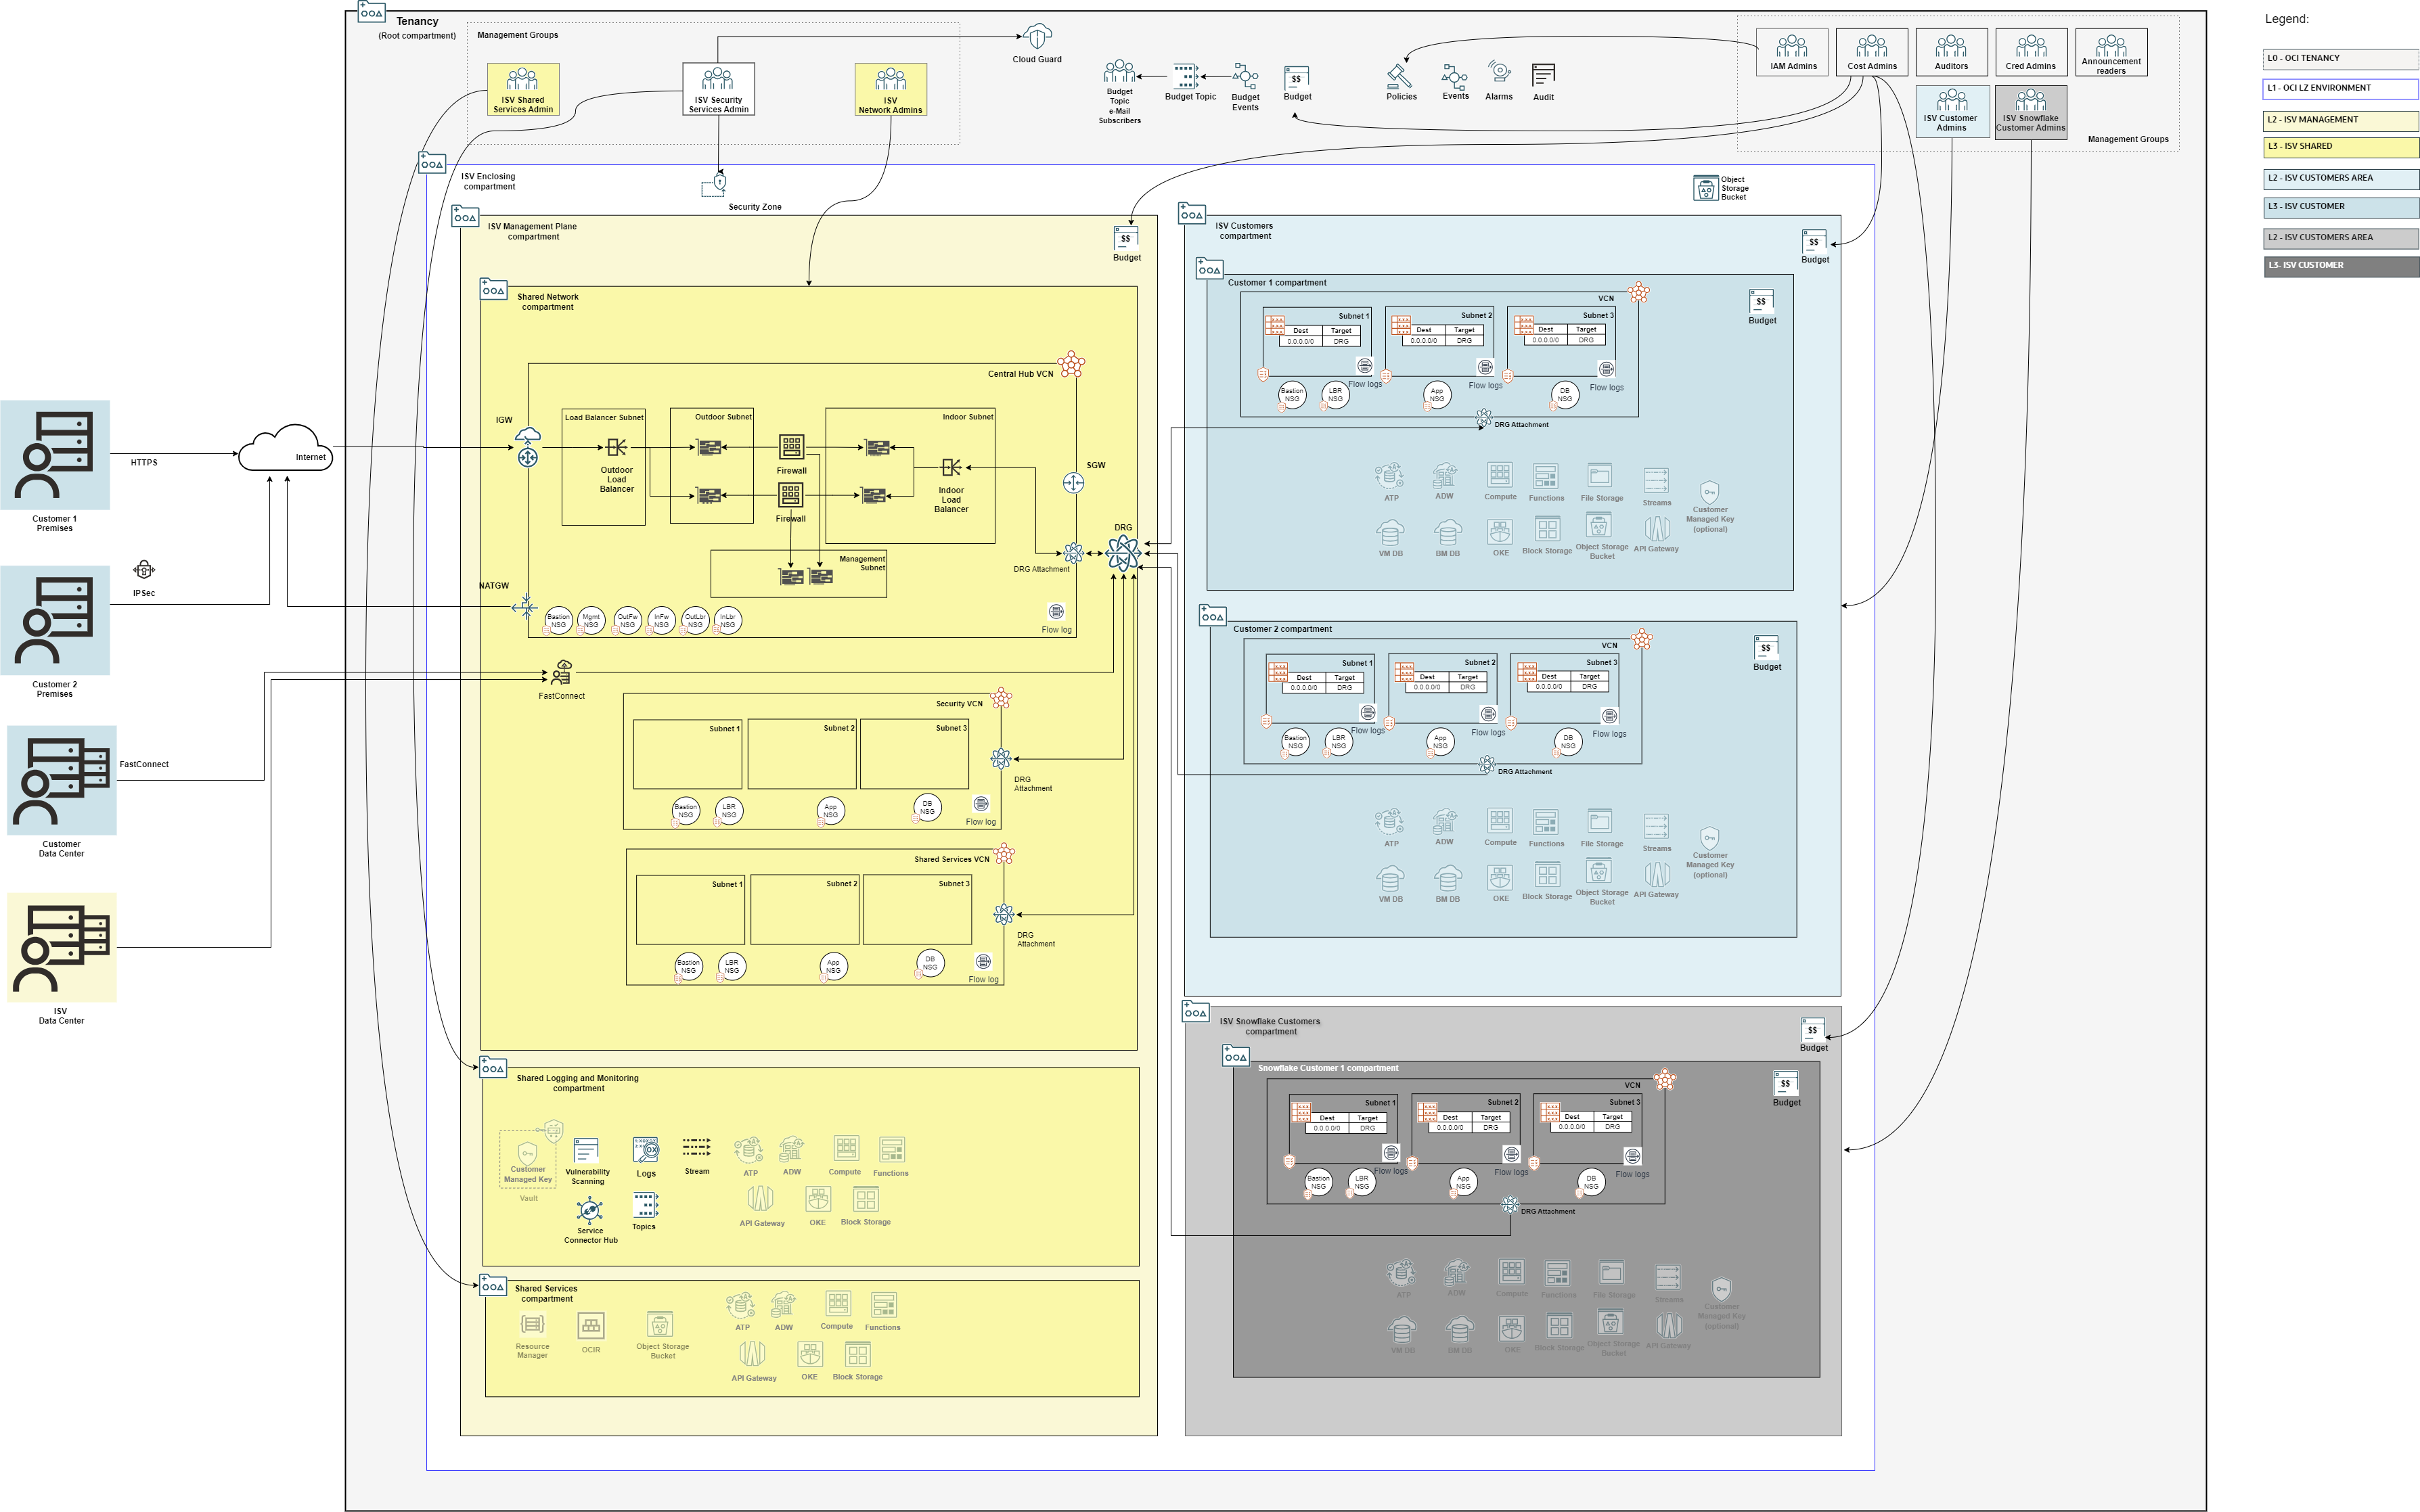 Tenancy
(Root compartment)
Management Groups
ISV Shared
Services Admin
ISV Security
Services Admin
ISV
Network Admins
Cloud Guard
Budget
Topic
e-Mail
Subscribers
Budget Topic
Budget
Events
Budget
Policies
Events
Alarms
Audit
IAM Admins
Cost Admins
Auditors
Cred Admins
Announcement
readers
ISV Customer
Admins
ISV Snowflake
Customer Admins
Management Groups
Legend:
L0 - OCI TENANCY
L1 - OCI LZ ENVIRONMENT
L2 - ISV MANAGEMENT
L3 - ISV SHARED
L2 - ISV CUSTOMERS AREA
L3 - ISV CUSTOMER
L2 - ISV CUSTOMERS AREA
L3- ISV CUSTOMER
ISV Enclosing
compartment
Security Zone
Object
Storage
Bucket
ISV Management Plane
compartment
$$
Budget
Shared Network
compartment
Central Hub VCN
IGW
Load Balancer Subnet
Outdoor
Load
Balancer
Outdoor Subnet
Firewall
Firewall
Indoor Subnet
Indoor
Load
Balancer
SGW
DRG
DRG Attachment
Management
Subnet
NATGW
Bastion
NSG
Mgmt
NSG
OutFw
NSG
InFw
NSG
OutLbr
NSG
InLbr
NSG
Flow log
FastConnect
Security VCN
Subnet 1
Subnet 2
Subnet 3
Bastion
NSG
LBR
NSG
App
NSG
DB
NSG
Flow log
DRG
Attachment
Shared Services VCN
Subnet 1
Subnet 2
Subnet 3
Bastion
NSG
LBR
NSG
App
NSG
DB
NSG
Flow log
DRG
Attachment
Customer 1
Premises
HTTPS
Internet
Customer 2
Premises
IPSec
Customer
Data Center
FastConnect
ISV
Data Center
Shared Logging and Monitoring
compartment
Customer
Managed Key
Vault
Vulnerability
Scanning
Logs
Stream
ATP
ADW
Compute
Functions
Service
Connector Hub
Topics
API Gateway
OKE
Block Storage
Shared Services
compartment
Resource
Manager
OCIR
Object Storage
Bucket
ATP
ADW
Compute
Functions
API Gateway
OKE
Block Storage
ISV Customers
compartment
$$
Budget
Customer 1 compartment
VCN
$$
Budget
Subnet 1
Dest Target
0.0.0.0/0 DRG
Flow logs
Subnet 2
Dest Target
0.0.0.0/0 DRG
Flow logs
Subnet 3
Dest Target
0.0.0.0/0 DRG
Flow logs
Bastion
NSG
LBR
NSG
App
NSG
DB
NSG
DRG Attachment
ATP
ADW
Compute
Functions
File Storage
Streams
Customer
Managed Key
(optional)
VM DB
BM DB
OKE
Block Storage
Object Storage
Bucket
API Gateway
Customer 2 compartment
VCN
$$
Budget
Subnet 1
Dest Target
0.0.0.0/0 DRG
Flow logs
Subnet 2
Dest Target
0.0.0.0/0 DRG
Flow logs
Subnet 3
Dest Target
0.0.0.0/0 DRG
Flow logs
Bastion
NSG
LBR
NSG
App
NSG
DB
NSG
DRG Attachment
ATP
ADW
Compute
Functions
File Storage
Streams
Customer
Managed Key
(optional)
VM DB
BM DB
OKE
Block Storage
Object Storage
Bucket
API Gateway
ISV Snowflake Customers
compartment
$$
Budget
Snowflake Customer 1 compartment
VCN
$$
Budget
Subnet 1
Dest Target
0.0.0.0/0 DRG
Flow logs
Subnet 2
Dest Target
0.0.0.0/0 DRG
Flow logs
Subnet 3
Dest Target
0.0.0.0/0 DRG
Flow logs
Bastion
NSG
LBR
NSG
App
NSG
DB
NSG
DRG Attachment
ATP
ADW
Compute
Functions
File Storage
Streams
Customer
Managed Key
(optional)
VM DB
BM DB
OKE
Block Storage
Object Storage
Bucket
API Gateway